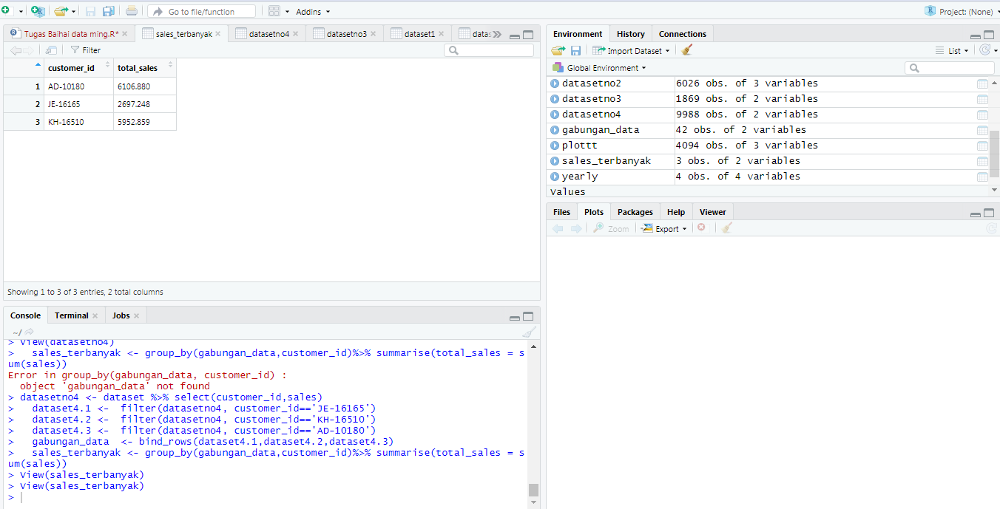 Go to file/function
Addins
Project: (None)
Tugas Baihai data ming.R*
sales_terbanyak
datasetno4
datasetno3
dataset1
datas
Filter
customer_id total_sales
1 AD-10180 6106.880
2 JE-16165 2697.248
3 KH-16510 5952.859
Showing 1 to 3 of 3 entries, 2 total columns
Console Terminal Jobs
~/
> View(datasetno4)
>   sales_terbanyak <- group_by(gabungan_data,customer_id)%>% summarise(total_sales = s
um(sales))
Error in group_by(gabungan_data, customer_id) :
  object 'gabungan_data' not found
> datasetno4 <- dataset %>% select(customer_id,sales)
>   dataset4.1 <-  filter(datasetno4, customer_id=='JE-16165')
>   dataset4.2 <-  filter(datasetno4, customer_id=='KH-16510')
>   dataset4.3 <-  filter(datasetno4, customer_id=='AD-10180')
>   gabungan_data  <- bind_rows(dataset4.1,dataset4.2,dataset4.3)
>   sales_terbanyak <- group_by(gabungan_data,customer_id)%>% summarise(total_sales = s
um(sales))
> View(sales_terbanyak)
> View(sales_terbanyak)
>
Environment History Connections
Import Dataset
List
Global Environment
datasetno2 6026 obs. of 3 variables
datasetno3 1869 obs. of 2 variables
datasetno4 9988 obs. of 2 variables
gabungan_data 42 obs. of 2 variables
plottt 4094 obs. of 3 variables
sales_terbanyak 3 obs. of 2 variables
yearly 4 obs. of 4 variables
Values
Files Plots Packages Help Viewer
Zoom
Export